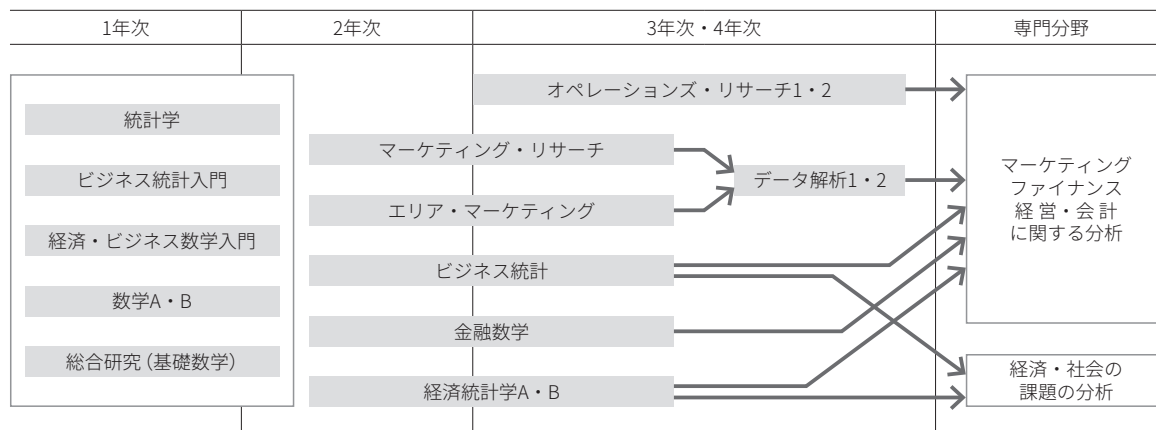 1年次
2年次
3年次・4年次
専門分野
統計学
ビジネス統計入門
経済・ビジネス数学入門
数学A・B
総合研究（基礎数学）
オペレーションズ・リサーチ1・2
マーケティング・リサーチ
エリア・マーケティング
データ解析1・2
ビジネス統計
金融数学
経済統計学A・B
マーケティング
ファイナンス
経営・会計
に関する分析
経済・社会の
課題の分析